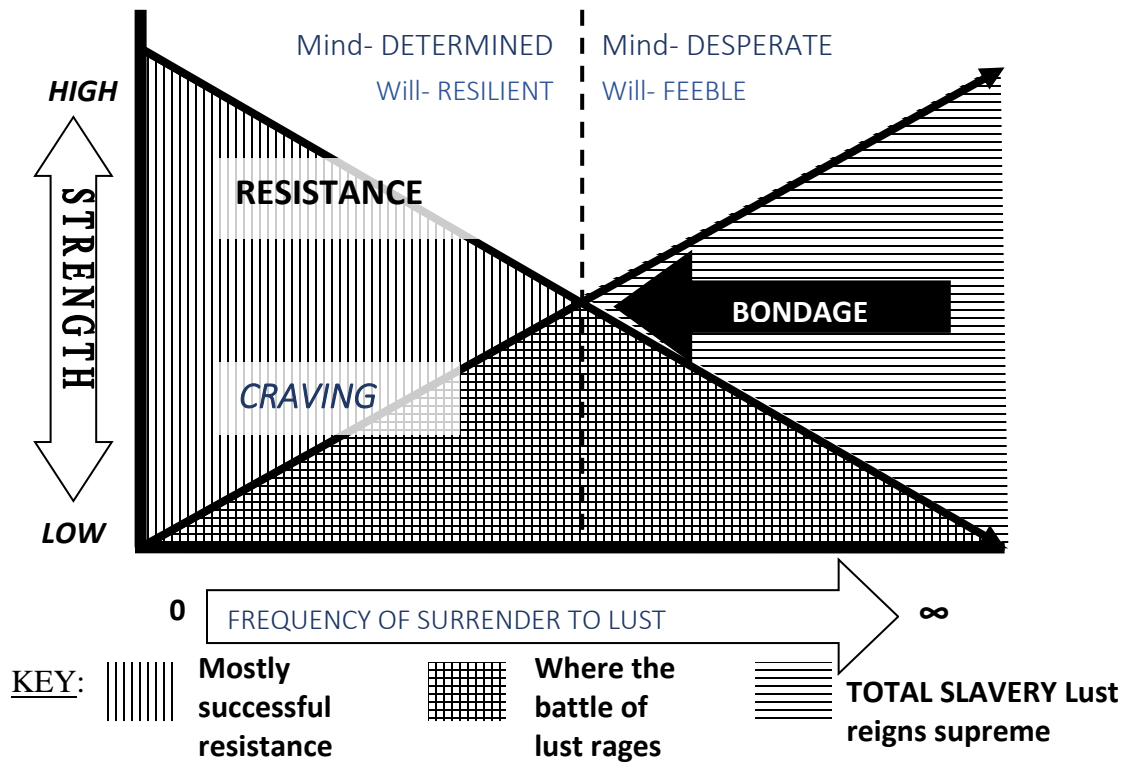 Mind- DETERMINED
Will- RESILIENT
Mind- DESPERATE
Will- FEEBLE
HIGH
STRENGTH
LOW
RESISTANCE
CRAVING
BONDAGE
0
FREQUENCY OF SURRENDER TO LUST
∞
KEY:
Mostly
successful
resistance
Where the
battle of
lust rages
TOTAL SLAVERY Lust
reigns supreme